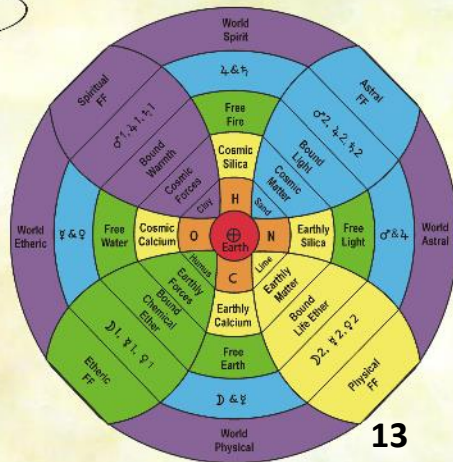 World
Spirit
♃ & ♄
Free
Fire
Cosmic
Silica
H
Spiritual
FF
♂1, ♃1, ♄1
Bound
Warmth
Cosmic
Forces
Clay
Astral
FF
♂2, ♃2, ♄2
Bound
Light
Cosmic
Matter
Sand
World
Etheric
☿ & ♀
Free
Water
Cosmic
Calcium
O
⊕
Earth
N
Earthly
Silica
Free
Light
♂ & ♃
World
Astral
Humus
Earthly
Forces
Bound
Chemical
Ether
☽1, ☿1, ♀1
Etheric
FF
Lime
Earthly
Matter
Bound
Life Ether
☽2, ☿2, ♀2
Physical
FF
C
Earthly
Calcium
Free
Earth
☽ & ☿
World
Physical
13